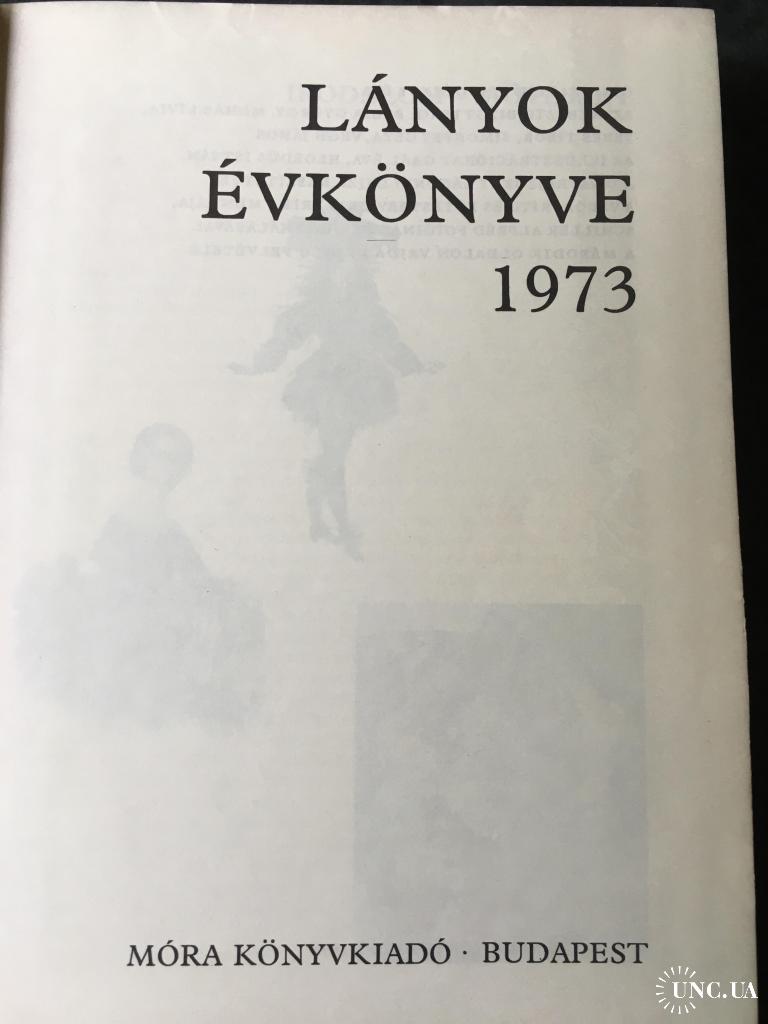 LÁNYOK
ÉVKÖNYVE
1973
MÓRA KÖNYVKIADÓ · BUDAPEST
UNC.UA